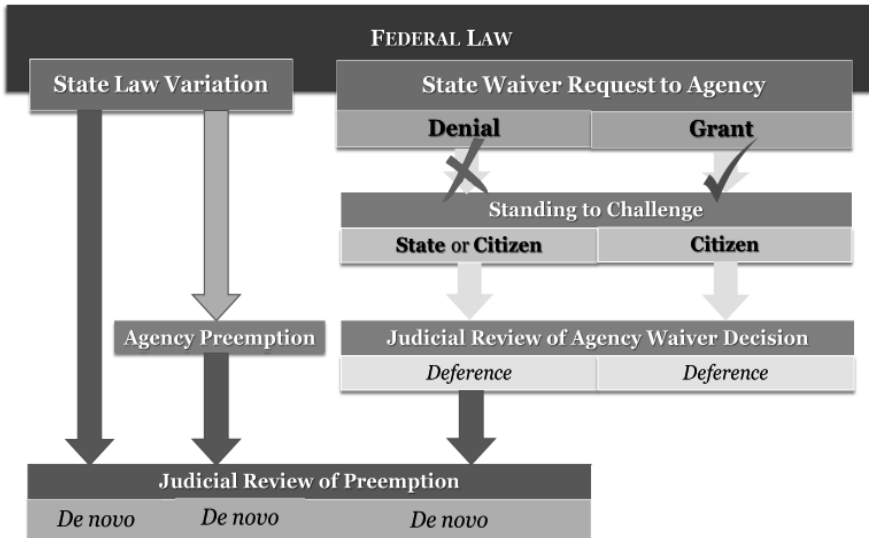 FEDERAL LAW
State Law Variation
State Waiver Request to Agency
Denial
Grant
Standing to Challenge
State or Citizen
Citizen
Agency Preemption
Judicial Review of Agency Waiver Decision
Deference
Deference
Judicial Review of Preemption
De novo
De novo
De novo